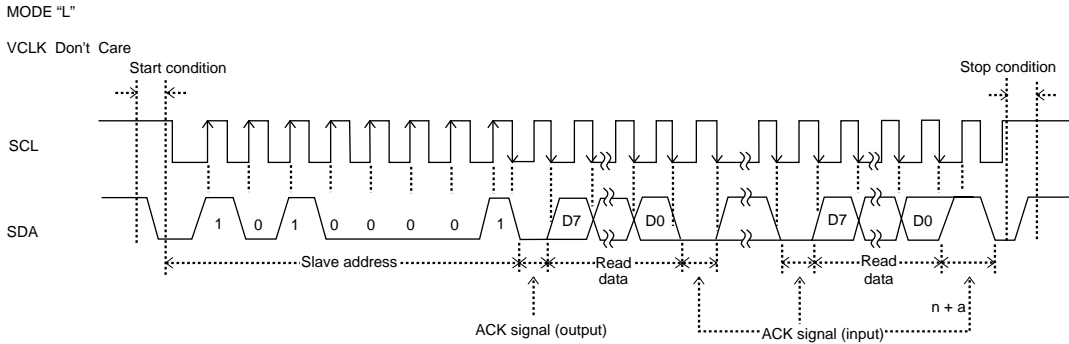 MODE "L"
VCLK Don't Care
Start condition
Stop condition
SCL
SDA
1 0 1 0 0 0 0 1 D7 D0 D7 D0
Slave address
Read
data
Read
data
n + a
ACK signal (output)
ACK signal (input)